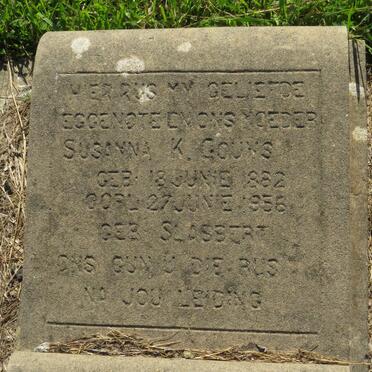 HIER RUS MY GELIEFDE
EGGENOTE EN ONS MOEDER
SUSANNA K. GOUWS
GEB. 18 JUNIE 1882
OORL. 27 JUNIE 1956
GEB. SLABBERT
ONS GUN U DIE RUS
NA JOU LEIDING